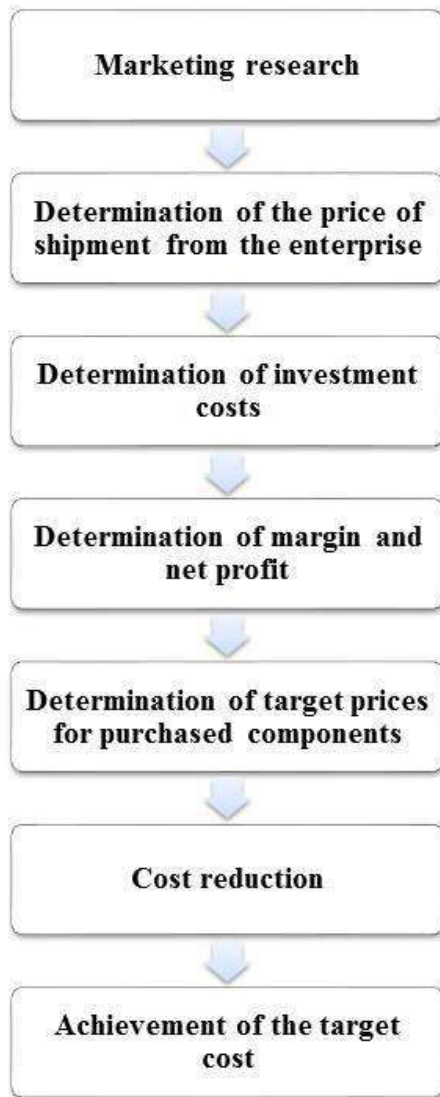 Marketing research
Determination of the price of
shipment from the enterprise
Determination of investment
costs
Determination of margin and
net profit
Determination of target prices
for purchased components
Cost reduction
Achievement of the target
cost